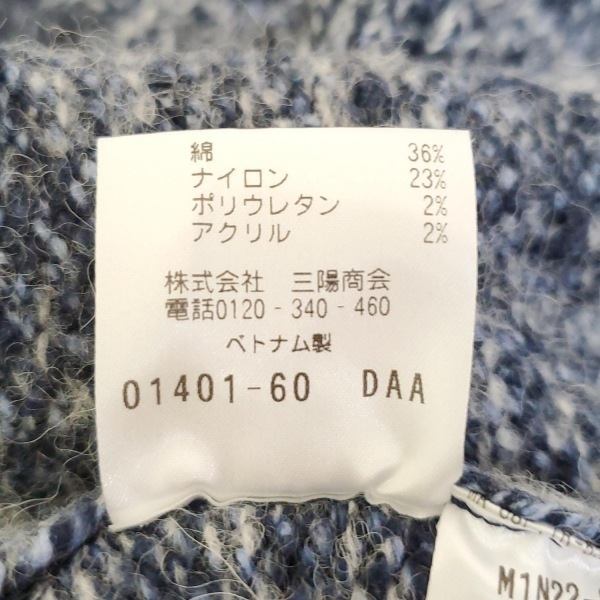 綿 36%
ナイロン 23%
ポリウレタン 2%
アクリル 2%
株式会社 三陽商会
電話0120-340-460
ベトナム製
01401-60 DAA
M1N22-